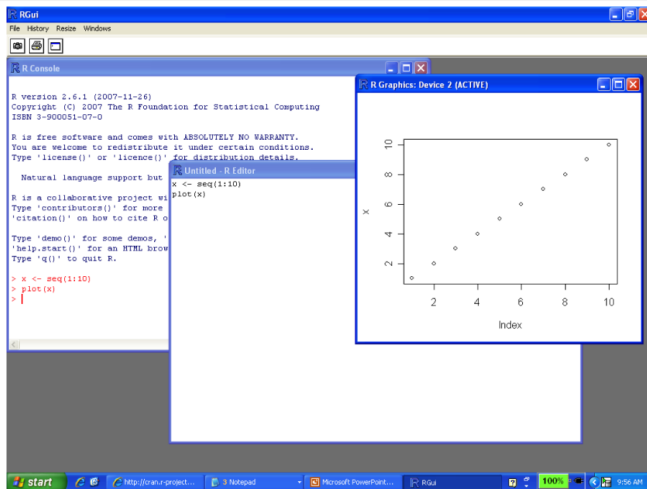 RGui
File History Resize Windows
R Console
R version 2.6.1 (2007-11-26)
Copyright (C) 2007 The R Foundation for Statistical Computing
ISBN 3-900051-07-0
R is free software and comes with ABSOLUTELY NO WARRANTY.
You are welcome to redistribute it under certain conditions.
Type 'license()' or 'licence()' for distribution details.
Natural language support but
R is a collaborative project wi
Type 'contributors()' for more
'citation()' on how to cite R o
Type 'demo()' for some demos, '
'help.start()' for an HTML brow
Type 'q()' to quit R.
> x <- seq(1:10)
> plot(x)
>
Untitled - R Editor
x <- seq(1:10)
plot(x)
R Graphics: Device 2 (ACTIVE)
10
8
6
4
2
x
2 4 6 8 10
Index
start
http://cran.r-project...
3 Notepad
Microsoft PowerPoint...
RGui
100%
9:56 AM